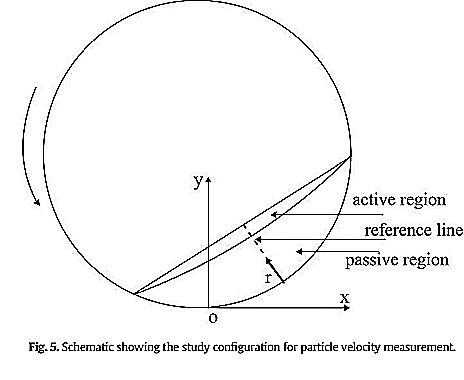 y
active region
reference line
passive region
r
x
o
Fig. 5. Schematic showing the study configuration for particle velocity measurement.